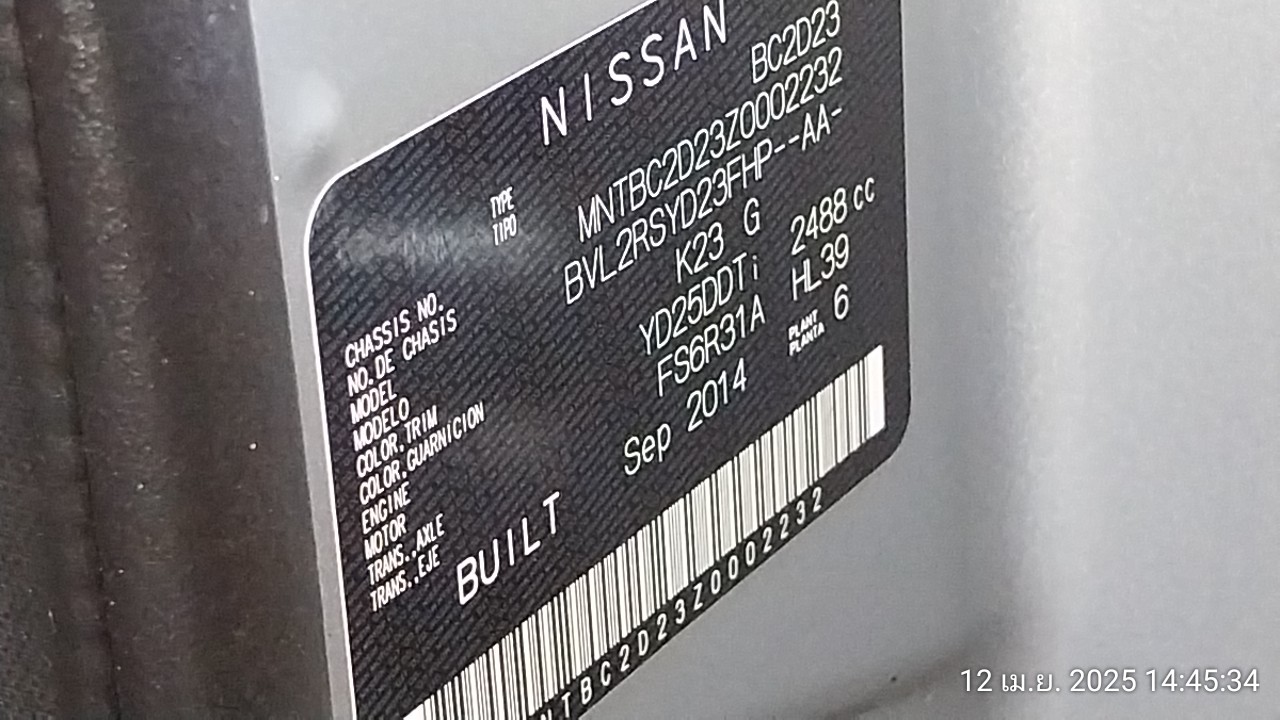 NISSAN
TYPE
TIPO
BC2D23
CHASSIS NO.
NO.DE CHASIS
MNTBC2D23Z0002232
MODEL
MODELO
BVL2RSYD23FHP--AA-
COLOR,TRIM
COLOR,GUARNICION
K23 G
ENGINE
MOTOR
YD25DDTi 2488 cc
TRANS.,AXLE
TRANS.,EJE
FS6R31A HL39
BUILT Sep 2014
PLANT
PLANTA
6
NTBC2D23Z0002232
12 เม.ย. 2025 14:45:34